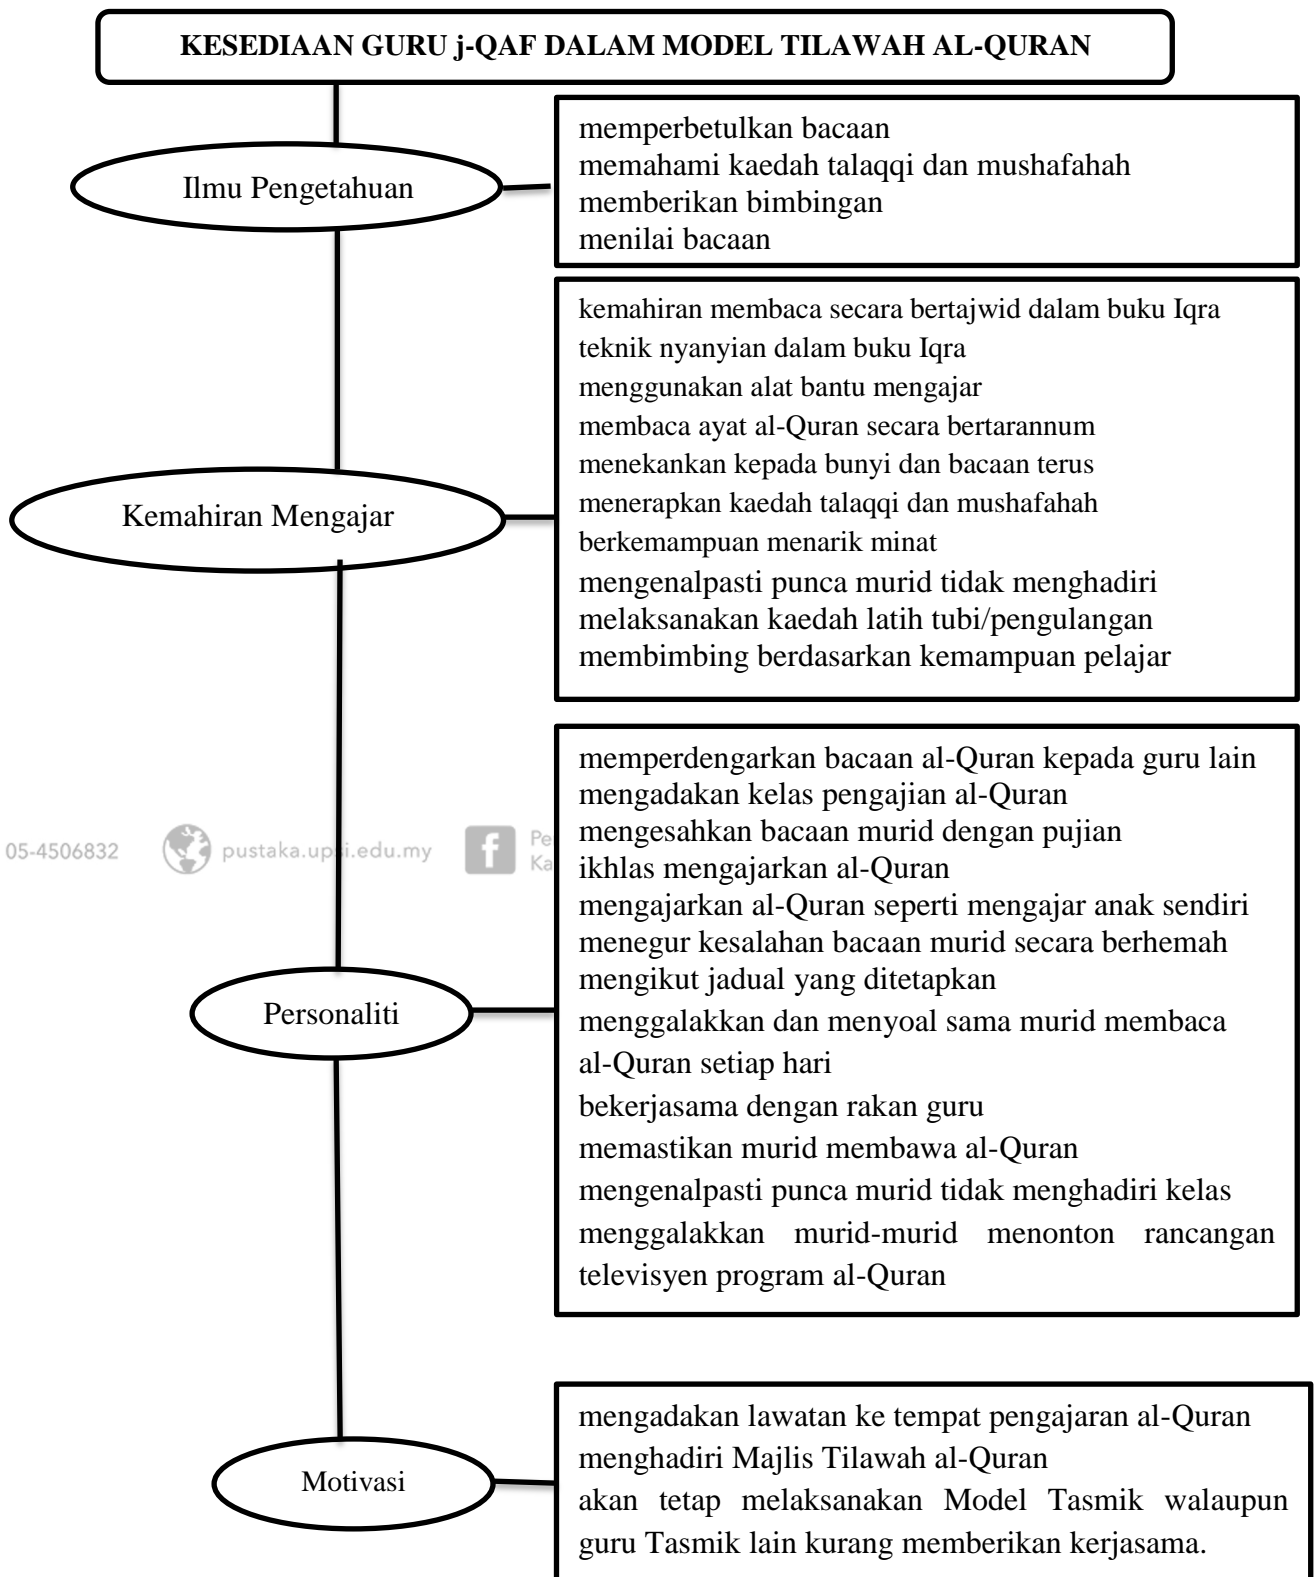 KESEDIAAN GURU j-QAF DALAM MODEL TILAWAH AL-QURAN
Ilmu Pengetahuan
memperbetulkan bacaan
memahami kaedah talaqqi dan mushafahah
memberikan bimbingan
menilai bacaan
Kemahiran Mengajar
kemahiran membaca secara bertajwid dalam buku Iqra
teknik nyanyian dalam buku Iqra
menggunakan alat bantu mengajar
membaca ayat al-Quran secara bertarannum
menekankan kepada bunyi dan bacaan terus
menerapkan kaedah talaqqi dan mushafahah
berkemampuan menarik minat
mengenalpasti punca murid tidak menghadiri
melaksanakan kaedah latih tubi/pengulangan
membimbing berdasarkan kemampuan pelajar
05-4506832
pustaka.upsi.edu.my
Personaliti
memperdengarkan bacaan al-Quran kepada guru lain
mengadakan kelas pengajian al-Quran
mengesahkan bacaan murid dengan pujian
ikhlas mengajarkan al-Quran
mengajarkan al-Quran seperti mengajar anak sendiri
menegur kesalahan bacaan murid secara berhemah
mengikut jadual yang ditetapkan
menggalakkan dan menyoal sama murid membaca
al-Quran setiap hari
bekerjasama dengan rakan guru
memastikan murid membawa al-Quran
mengenalpasti punca murid tidak menghadiri kelas
menggalakkan murid-murid menonton rancangan
televisyen program al-Quran
Motivasi
mengadakan lawatan ke tempat pengajaran al-Quran
menghadiri Majlis Tilawah al-Quran
akan tetap melaksanakan Model Tasmik walaupun
guru Tasmik lain kurang memberikan kerjasama.